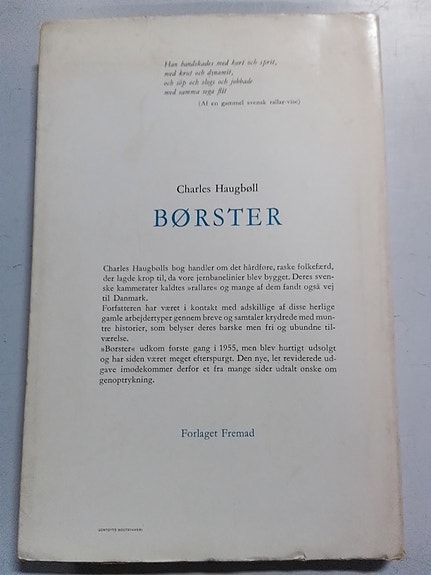 Han handskades med kort och sprit,
med krut och dynamit,
och söp och slogs och jobbade
med samma sega flit
(Af en gammal svensk rallar-vise)
Charles Haugbøll
BØRSTER
Charles Haugbølls bog handler om det hårdføre, raske folkefærd,
der lagde krop til, da vore jernbanelinier blev bygget. Deres sven-
ske kammerater kaldtes »rallare« og mange af dem fandt også vej
til Danmark.
Forfatteren har været i kontakt med adskillige af disse herlige
gamle arbejdertyper gennem breve og samtaler krydrede med mun-
tre historier, som belyser deres barske men fri og ubundne til-
værelse.
»Børster« udkom første gang i 1955, men blev hurtigt udsolgt
og har siden været meget efterspurgt. Den nye, let reviderede ud-
gave imødekommer derfor et fra mange sider udtalt ønske om
genoptrykning.
Forlaget Fremad